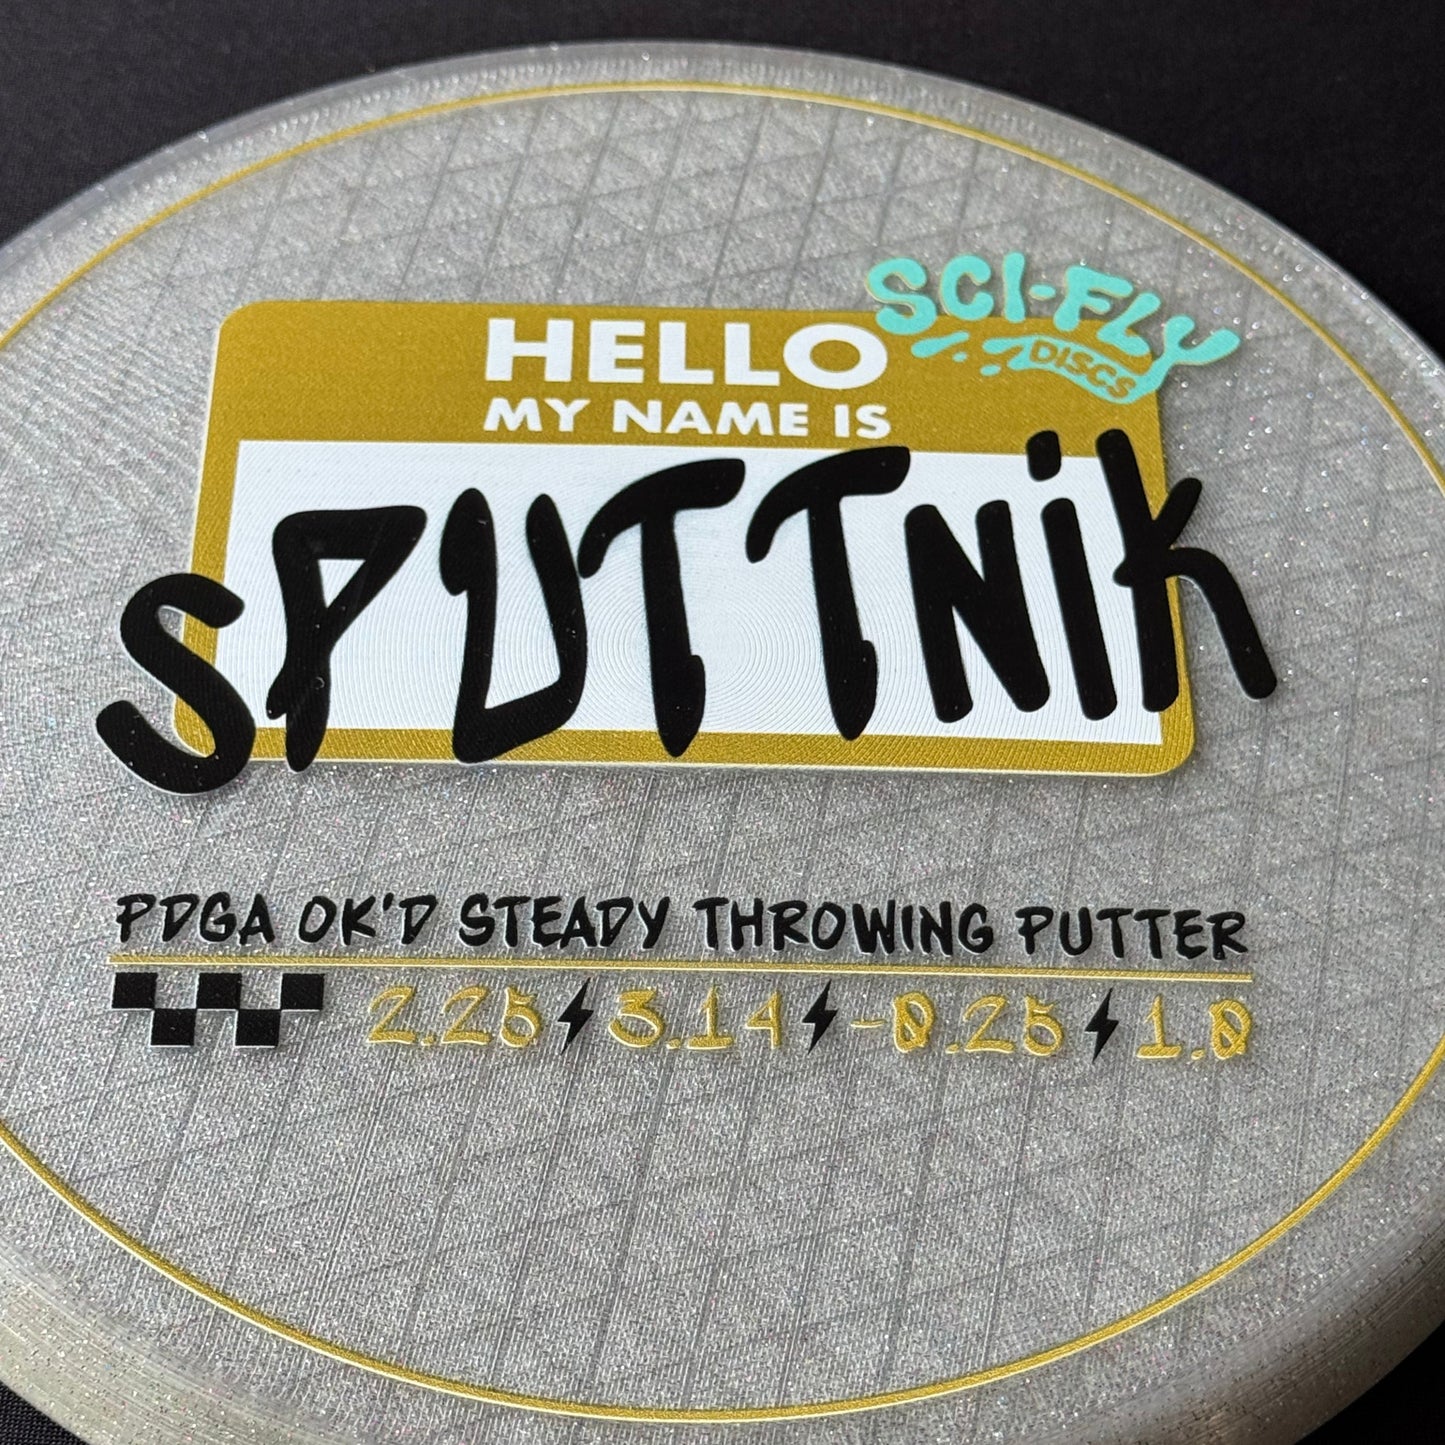 SCI-FLY
DISCS
HELLO
MY NAME IS
SPUTTNiK
PDGA OK'D STEADY THROWING PUTTER
2.25 3.14 -0.25 1.0